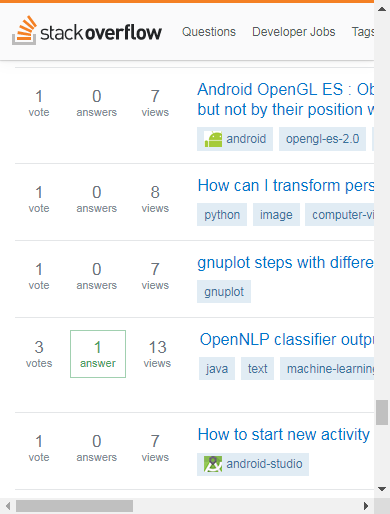 stackoverflow Questions Developer Jobs Tags
1 0 7 Android OpenGL ES : Ob
vote answers views but not by their position w
android opengl-es-2.0
1 0 8 How can I transform pers
vote answers views
python image computer-vi
1 0 7 gnuplot steps with differe
vote answers views
gnuplot
3 1 13 OpenNLP classifier outpu
votes answer views
java text machine-learning
1 0 7 How to start new activity
vote answers views
android-studio